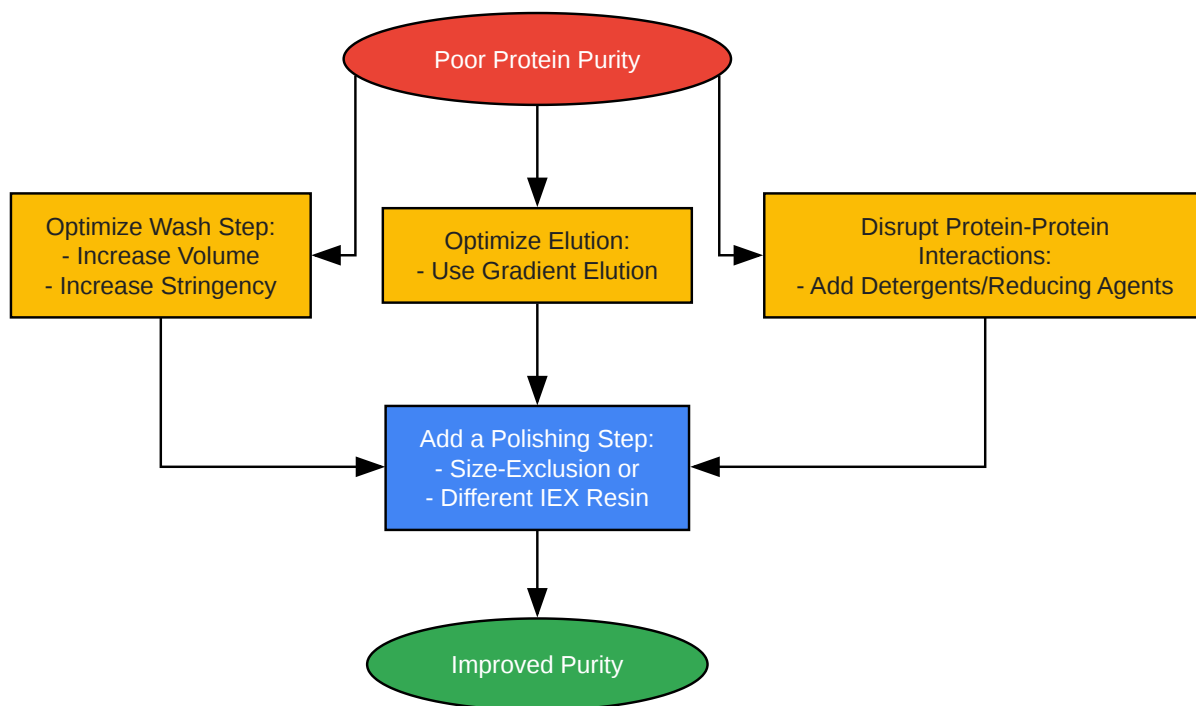 Poor Protein Purity
Optimize Wash Step:
- Increase Volume
- Increase Stringency
Optimize Elution:
- Use Gradient Elution
Disrupt Protein-Protein
Interactions:
- Add Detergents/Reducing Agents
Add a Polishing Step:
- Size-Exclusion or
- Different IEX Resin
Improved Purity